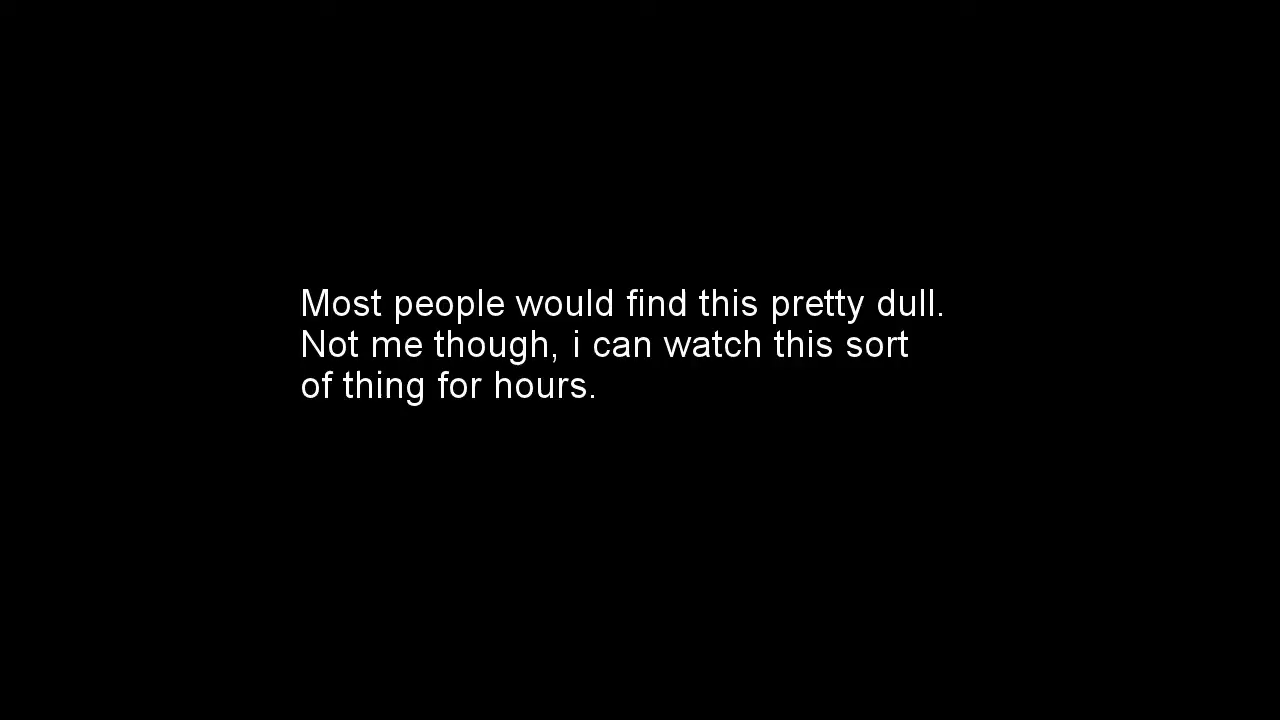 Most people would find this pretty dull.
Not me though, i can watch this sort
of thing for hours.